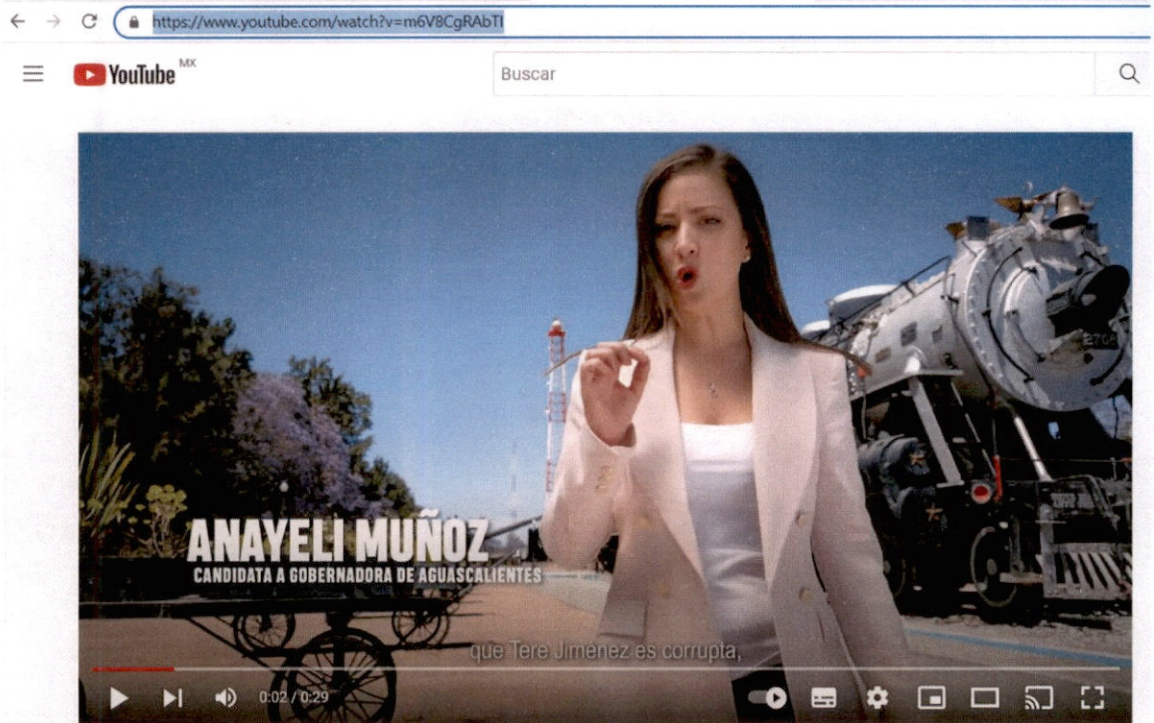 https://www.youtube.com/watch?v=m6V8CgRAbTI
YouTube MX
Buscar
2708
ANAYELI MUÑOZ
CANDIDATA A GOBERNADORA DE AGUASCALIENTES
que Tere Jiménez es corrupta,
0:02 / 0:29